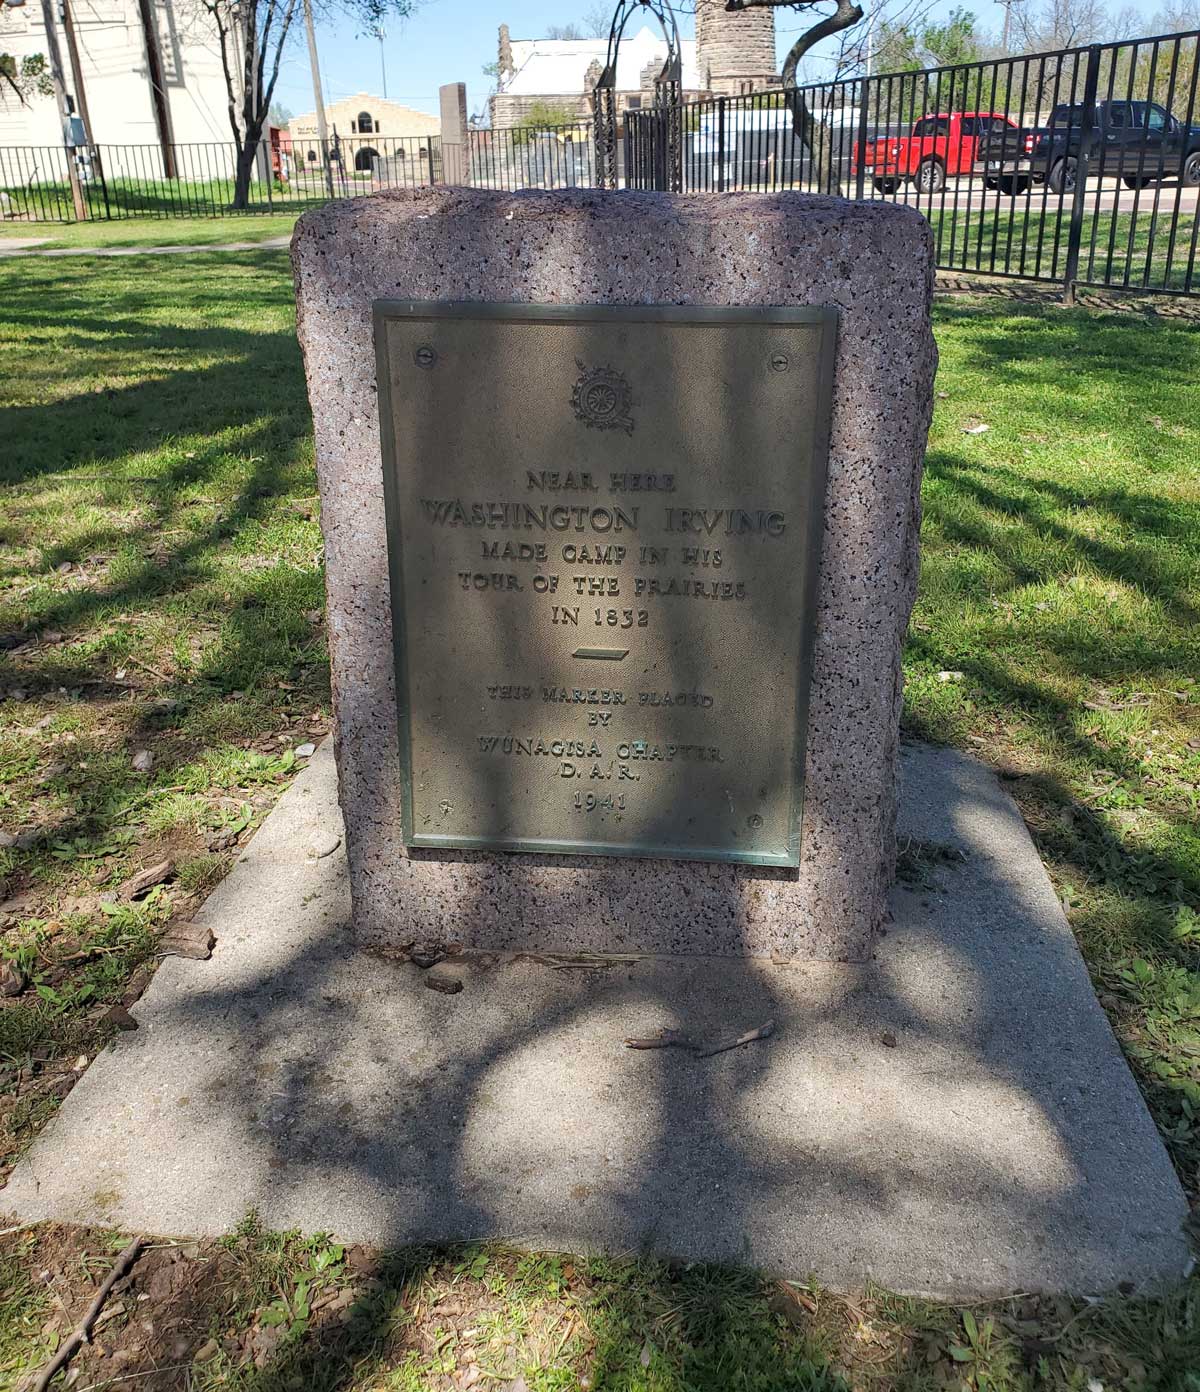 NEAR HERE
WASHINGTON IRVING
MADE CAMP IN HIS
TOUR OF THE PRAIRIES
IN 1832
THIS MARKER PLACED
BY
WUNAGISA CHAPTER
D. A. R.
1941